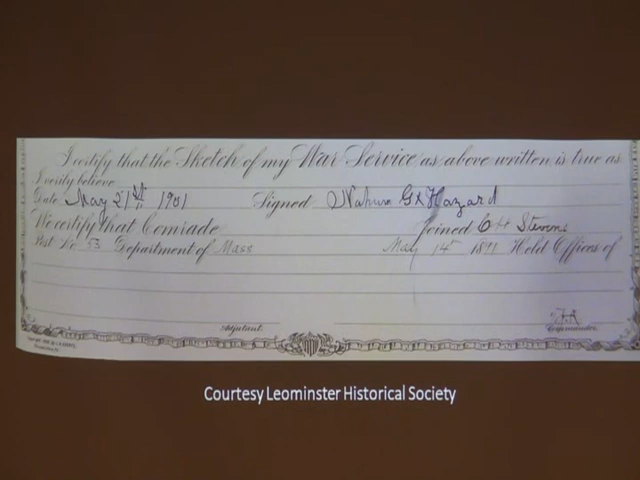 I certify that the Sketch of my War Service as above written is true as
I verily believe
Date May 21st 1901 Signed Nahum G x Hazard
We certify that Comrade Joined C H Stevens
Post No 53 Department of Mass May 14th 1891 Held Offices of
Adjutant. Commander.
Courtesy Leominster Historical Society